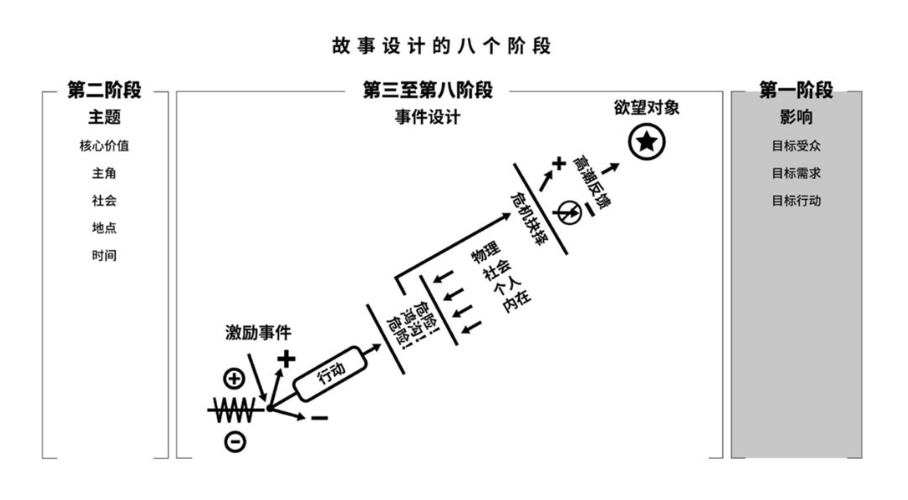 故事设计的八个阶段
第二阶段
主题
核心价值
主角
社会
地点
时间
第三至第八阶段
事件设计
欲望对象
+
高潮反馈
−
危机抉择
物理
社会
个人
内在
危险!
鸿沟!
危险!
激励事件
+
行动
−
+
−
第一阶段
影响
目标受众
目标需求
目标行动